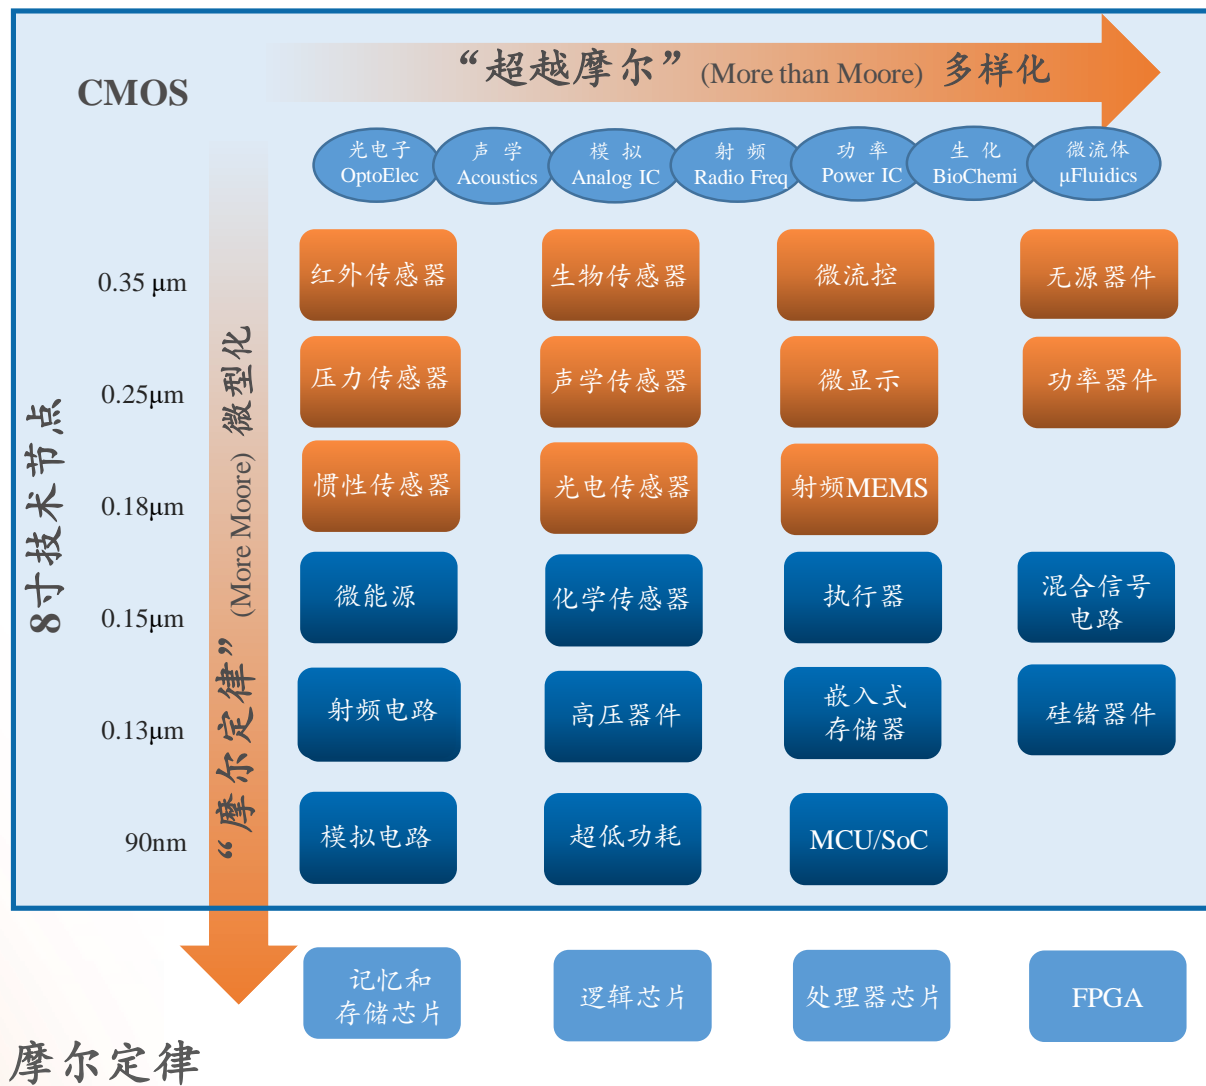 “超越摩尔” (More than Moore) 多样化
CMOS
光电子
OptoElec
声 学
Acoustics
模 拟
Analog IC
射 频
Radio Freq
功 率
Power IC
生 化
BioChemi
微流体
μFluidics
8寸技术节点
“摩尔定律” (More Moore) 微型化
0.35 μm
红外传感器
生物传感器
微流控
无源器件
0.25μm
压力传感器
声学传感器
微显示
功率器件
0.18μm
惯性传感器
光电传感器
射频MEMS
0.15μm
微能源
化学传感器
执行器
混合信号
电路
0.13μm
射频电路
高压器件
嵌入式
存储器
硅锗器件
90nm
模拟电路
超低功耗
MCU/SoC
记忆和
存储芯片
逻辑芯片
处理器芯片
FPGA
摩尔定律